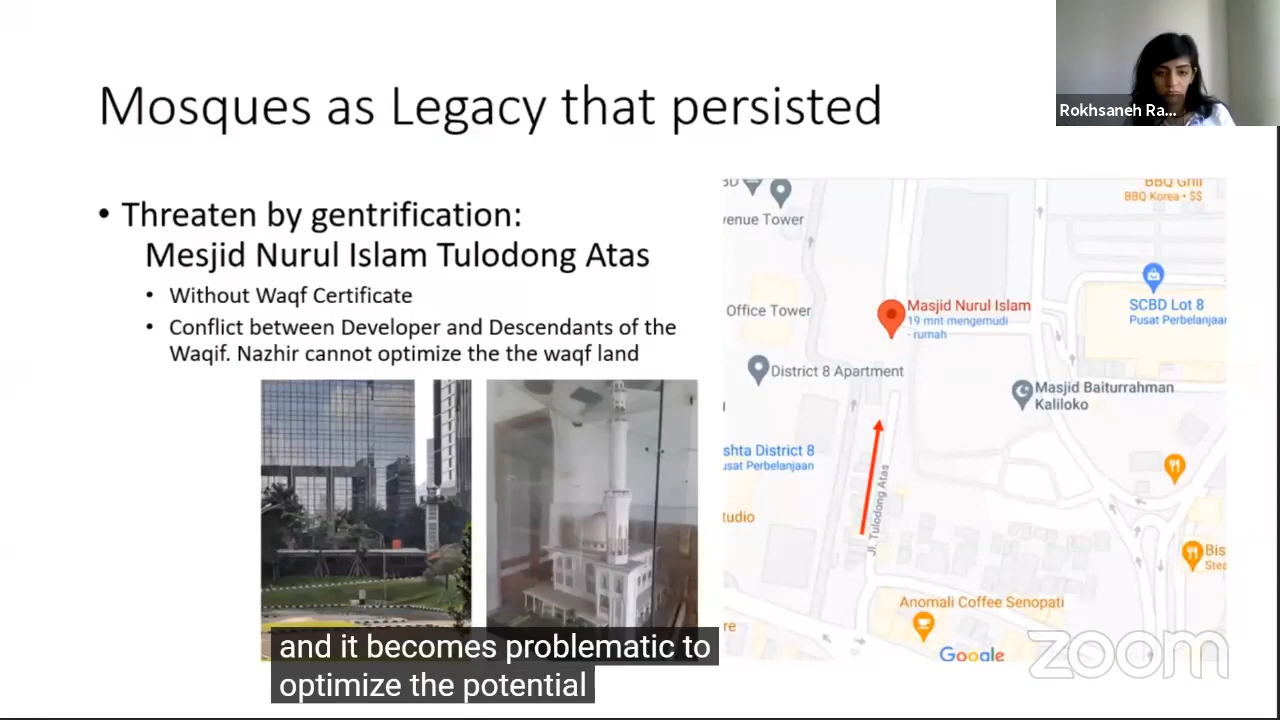 Mosques as Legacy that persisted
Rokhsaneh Ra...
• Threaten by gentrification:
Mesjid Nurul Islam Tulodong Atas
• Without Waqf Certificate
• Conflict between Developer and Descendants of the
Waqif. Nazhir cannot optimize the the waqf land
BBQ Grill
BBQ Korea • $$
venue Tower
SCBD Lot 8
Pusat Perbelanjaan
Masjid Nurul Islam
19 mnt mengemudi
- rumah
Office Tower
District 8 Apartment
Masjid Baiturrahman
Kaliloko
shta District 8
usat Perbelanjaan
tudio
Jl. Tulodong Atas
Bis
Stea
Anomali Coffee Senopati
re
Google
zoom
and it becomes problematic to
optimize the potential